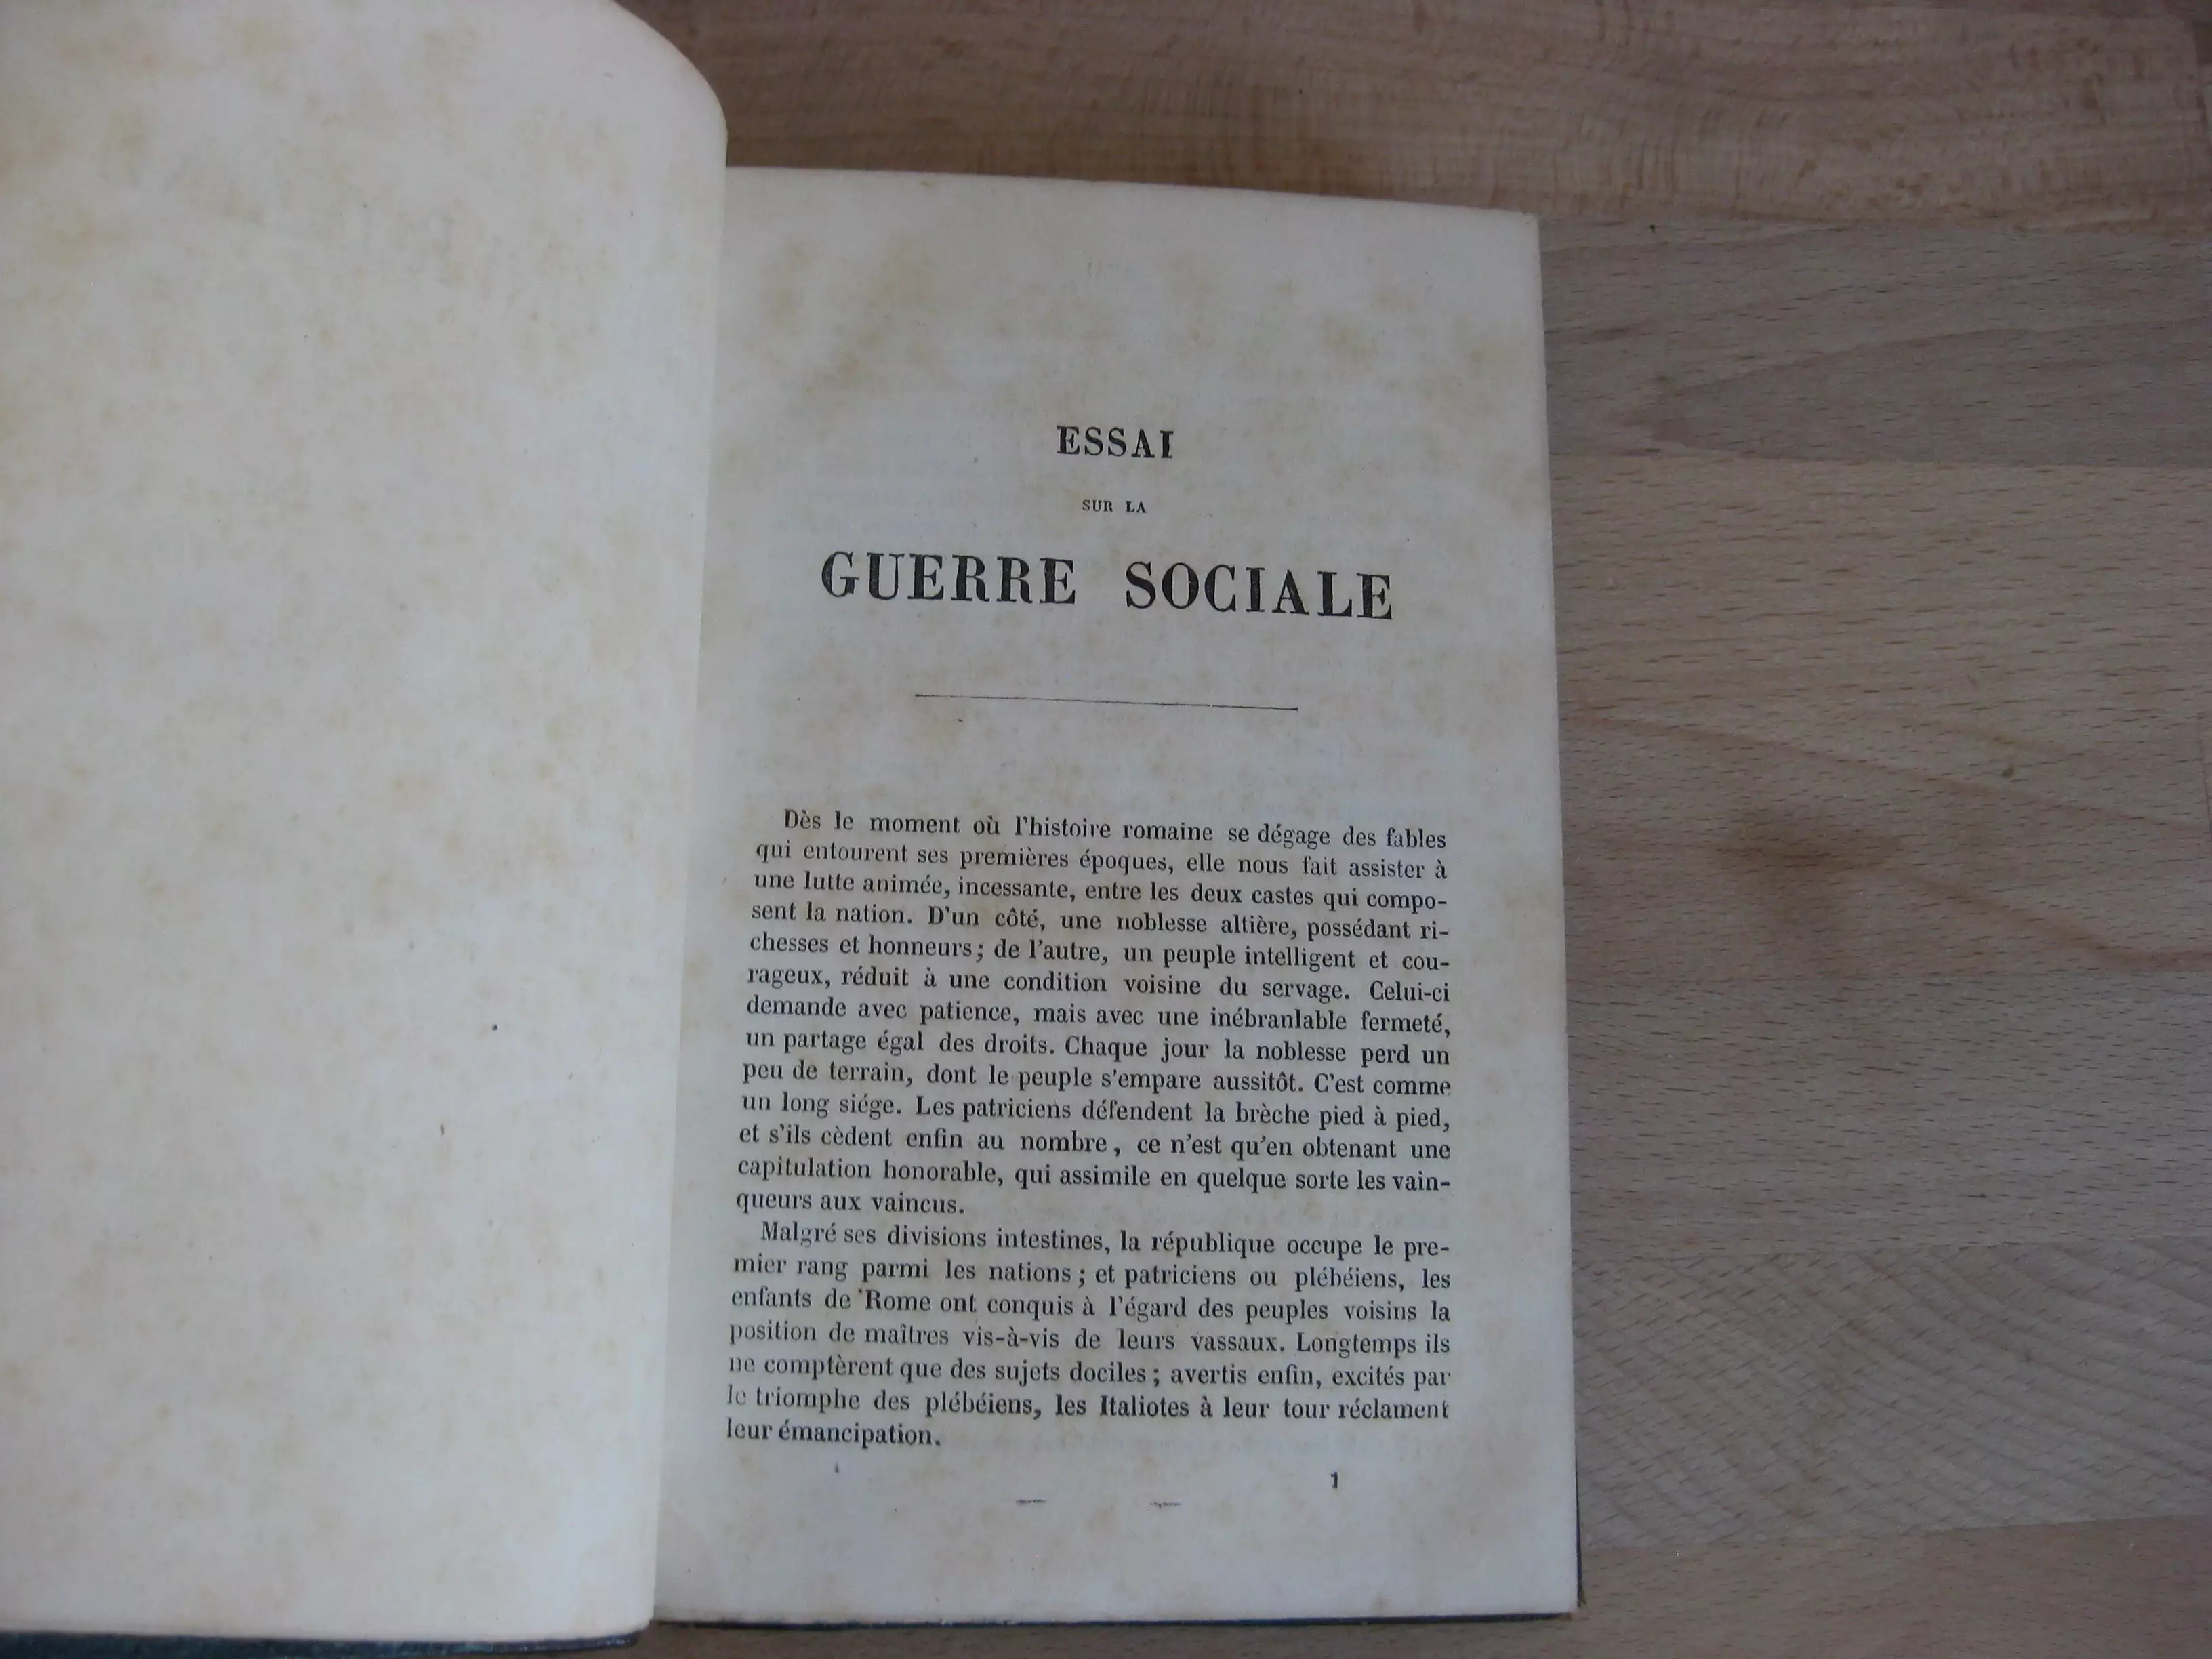 ESSAI
SUR LA
GUERRE SOCIALE
Dès le moment où l'histoire romaine se dégage des fables
qui entourent ses premières époques, elle nous fait assister à
une lutte animée, incessante, entre les deux castes qui compo-
sent la nation. D'un côté, une noblesse altière, possédant ri-
chesses et honneurs; de l'autre, un peuple intelligent et cou-
rageux, réduit à une condition voisine du servage. Celui-ci
demande avec patience, mais avec une inébranlable fermeté,
un partage égal des droits. Chaque jour la noblesse perd un
peu de terrain, dont le peuple s'empare aussitôt. C'est comme
un long siége. Les patriciens défendent la brèche pied à pied,
et s'ils cèdent enfin au nombre, ce n'est qu'en obtenant une
capitulation honorable, qui assimile en quelque sorte les vain-
queurs aux vaincus.
Malgré ses divisions intestines, la république occupe le pre-
mier rang parmi les nations; et patriciens ou plébéiens, les
enfants de Rome ont conquis à l'égard des peuples voisins la
position de maîtres vis-à-vis de leurs vassaux. Longtemps ils
ne comptèrent que des sujets dociles; avertis enfin, excités par
le triomphe des plébéiens, les Italiotes à leur tour réclament
leur émancipation.
1